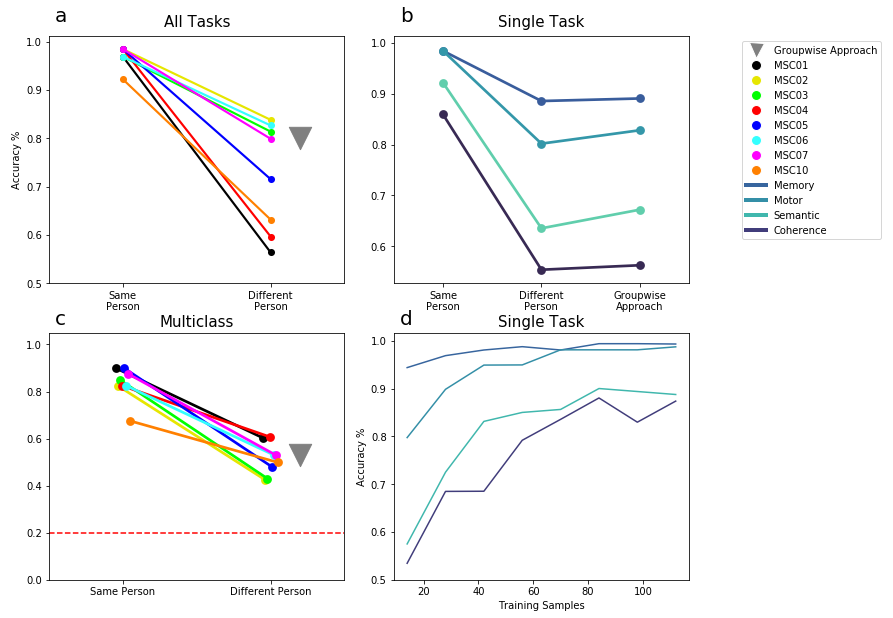 a
All Tasks
Accuracy %
1.0
0.9
0.8
0.7
0.6
0.5
Same
Person
Different
Person
b
Single Task
1.0
0.9
0.8
0.7
0.6
Same
Person
Different
Person
Groupwise
Approach
Groupwise Approach
MSC01
MSC02
MSC03
MSC04
MSC05
MSC06
MSC07
MSC10
Memory
Motor
Semantic
Coherence
c
Multiclass
1.0
0.8
0.6
0.4
0.2
0.0
Same Person
Different Person
d
Single Task
Accuracy %
1.0
0.9
0.8
0.7
0.6
0.5
20
40
60
80
100
Training Samples